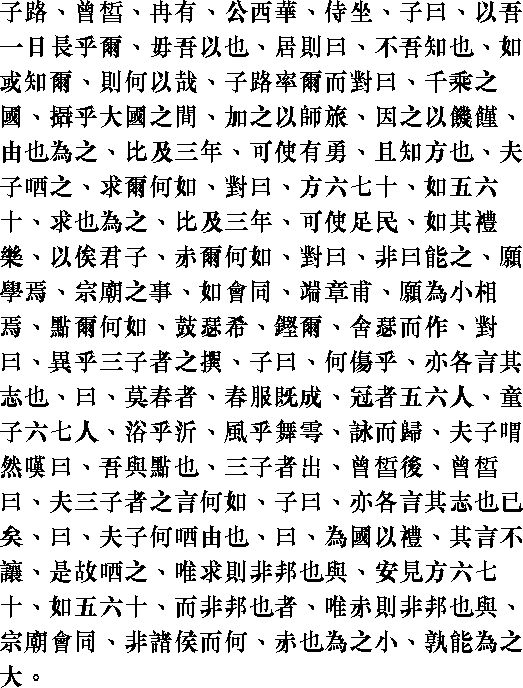 子路、曾皙、冉有、公西華、侍坐、子曰、以吾
一日長乎爾、毋吾以也、居則曰、不吾知也、如
或知爾、則何以哉、子路率爾而對曰、千乘之
國、攝乎大國之間、加之以師旅、因之以饑饉、
由也為之、比及三年、可使有勇、且知方也、夫
子哂之、求爾何如、對曰、方六七十、如五六
十、求也為之、比及三年、可使足民、如其禮
樂、以俟君子、赤爾何如、對曰、非曰能之、願
學焉、宗廟之事、如會同、端章甫、願為小相
焉、點爾何如、鼓瑟希、鏗爾、舍瑟而作、對
曰、異乎三子者之撰、子曰、何傷乎、亦各言其
志也、曰、莫春者、春服既成、冠者五六人、童
子六七人、浴乎沂、風乎舞雩、詠而歸、夫子喟
然嘆曰、吾與點也、三子者出、曾皙後、曾皙
曰、夫三子者之言何如、子曰、亦各言其志也已
矣、曰、夫子何哂由也、曰、為國以禮、其言不
讓、是故哂之、唯求則非邦也與、安見方六七
十、如五六十、而非邦也者、唯赤則非邦也與、
宗廟會同、非諸侯而何、赤也為之小、孰能為之
大。